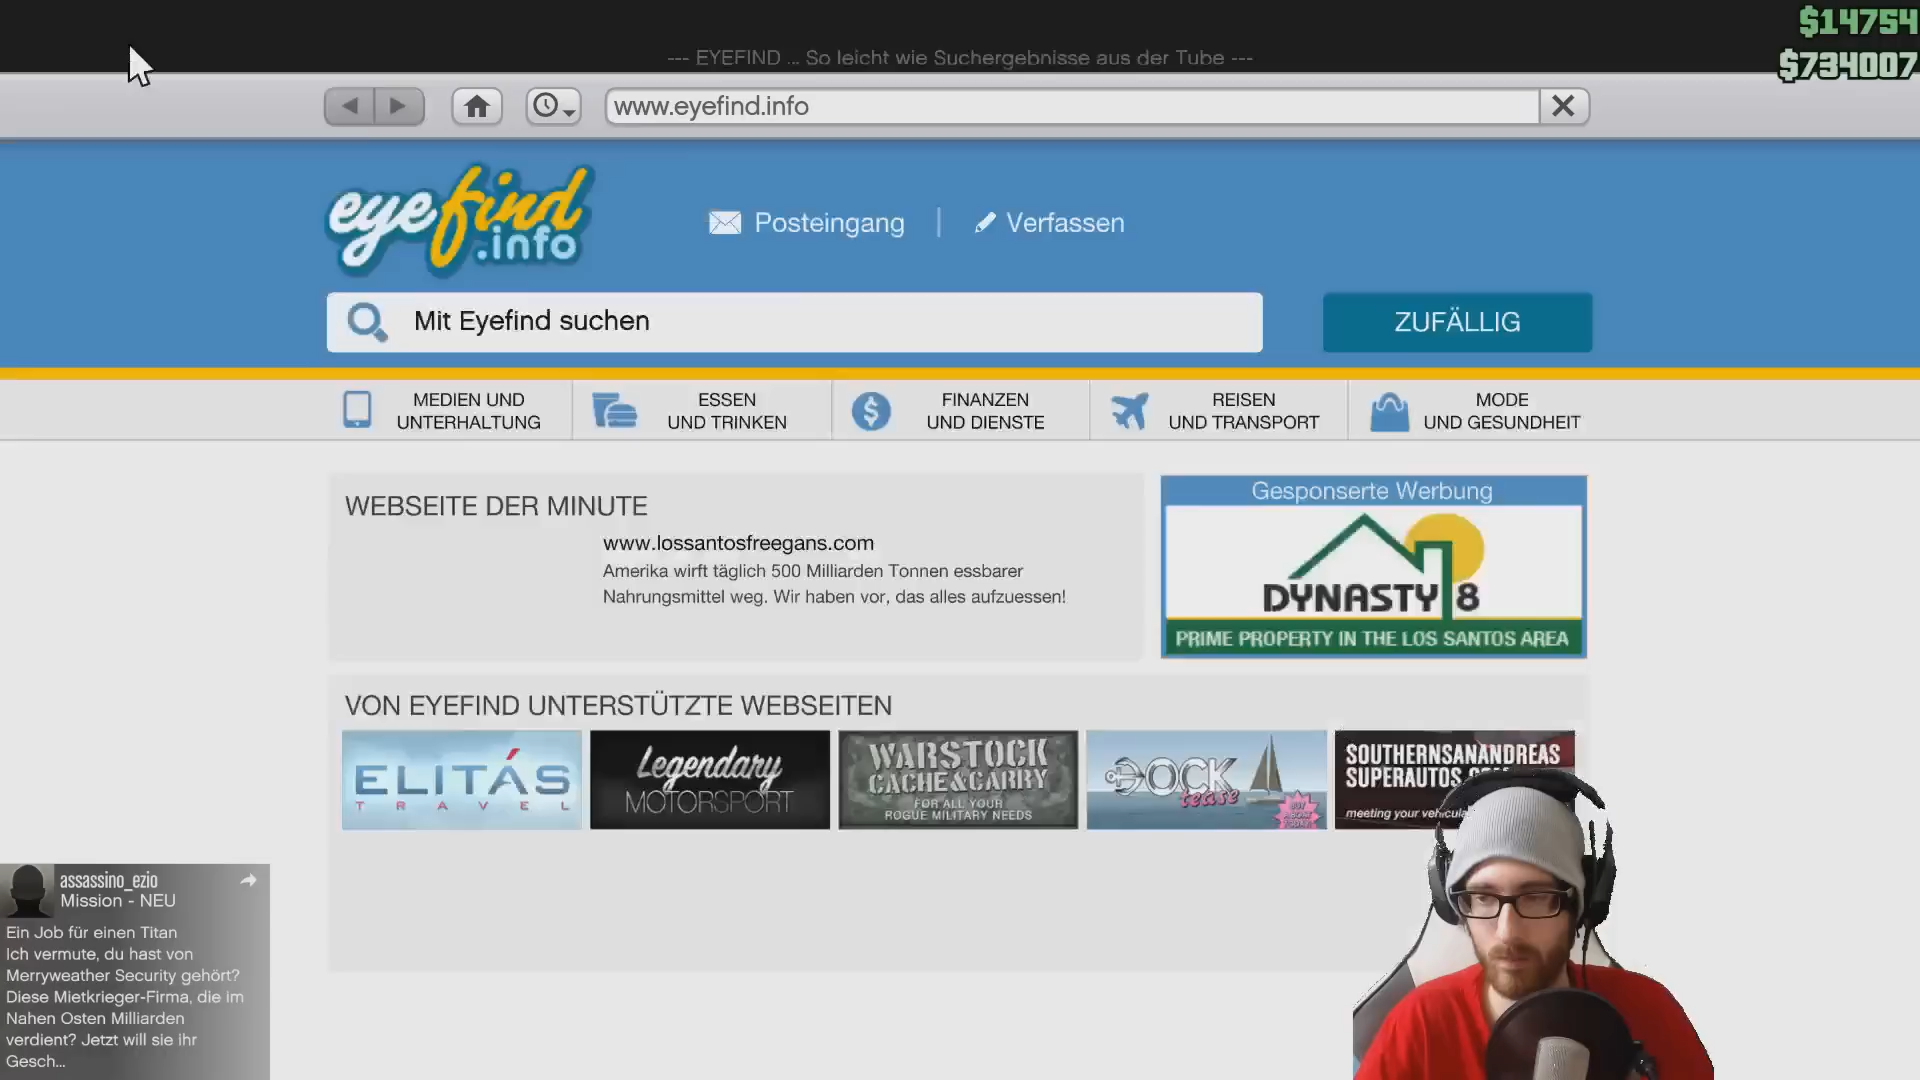 $14754
--- EYEFIND ... So leicht wie Suchergebnisse aus der Tube ---
$734007
www.eyefind.info
eyefind
.info
Posteingang | Verfassen
Mit Eyefind suchen
ZUFÄLLIG
MEDIEN UND
UNTERHALTUNG
ESSEN
UND TRINKEN
FINANZEN
UND DIENSTE
REISEN
UND TRANSPORT
MODE
UND GESUNDHEIT
WEBSEITE DER MINUTE
www.lossantosfreegans.com
Amerika wirft täglich 500 Milliarden Tonnen essbarer
Nahrungsmittel weg. Wir haben vor, das alles aufzuessen!
Gesponserte Werbung
DYNASTY 8
PRIME PROPERTY IN THE LOS SANTOS AREA
VON EYEFIND UNTERSTÜTZTE WEBSEITEN
ELITÁS
TRAVEL
Legendary
MOTORSPORT
WARSTOCK
CACHE & CARRY
FOR ALL YOUR
ROGUE MILITARY NEEDS
DOCK
tease
SOUTHERNSANANDREAS
SUPERAUTOS
meeting your
assassino_ezio
Mission - NEU
Ein Job für einen Titan
Ich vermute, du hast von
Merryweather Security gehört?
Diese Mietkrieger-Firma, die im
Nahen Osten Milliarden
verdient? Jetzt will sie ihr
Gesch...